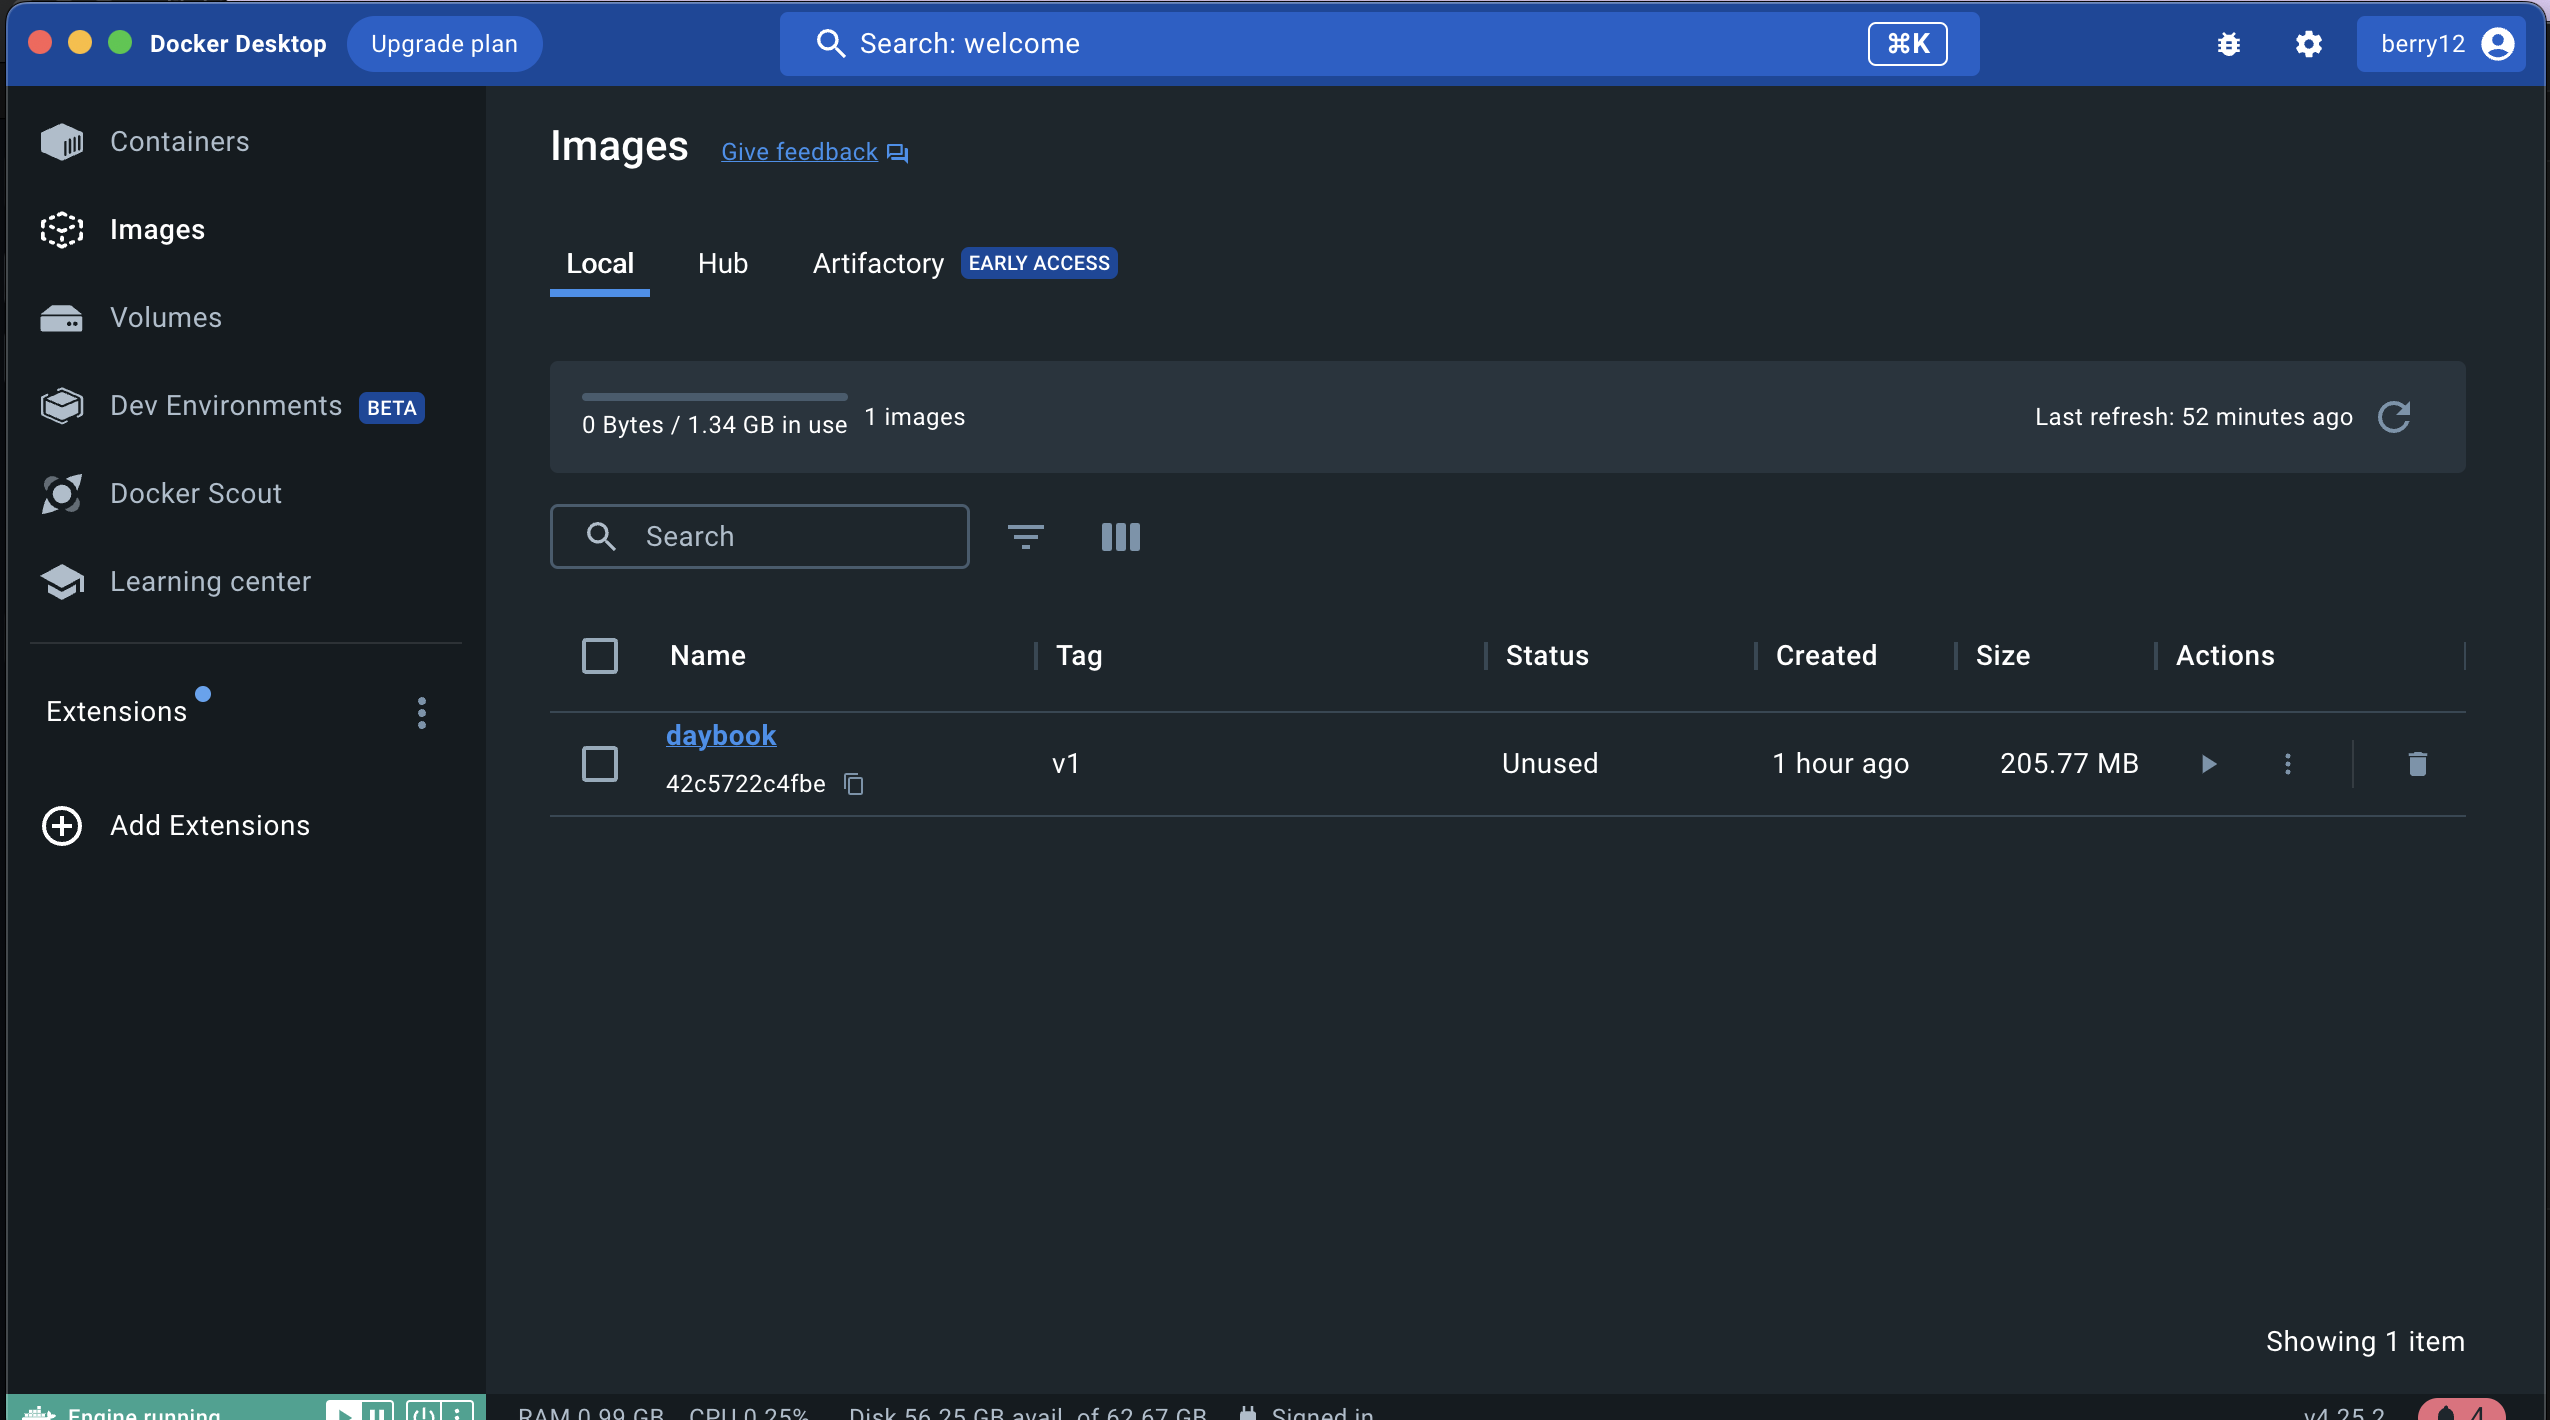 Docker Desktop Upgrade plan Search: welcome ⌘K berry12
Containers
Images
Volumes
Dev Environments BETA
Docker Scout
Learning center
Extensions
Add Extensions
Images Give feedback
Local Hub Artifactory EARLY ACCESS
0 Bytes / 1.34 GB in use 1 images Last refresh: 52 minutes ago
Search
Name Tag Status Created Size Actions
daybook
42c5722c4fbe
v1 Unused 1 hour ago 205.77 MB
Showing 1 item
Engine running RAM 0.99 GB CPU 0.25% Disk 56.25 GB avail. of 62.67 GB Signed in v4.25.2 4